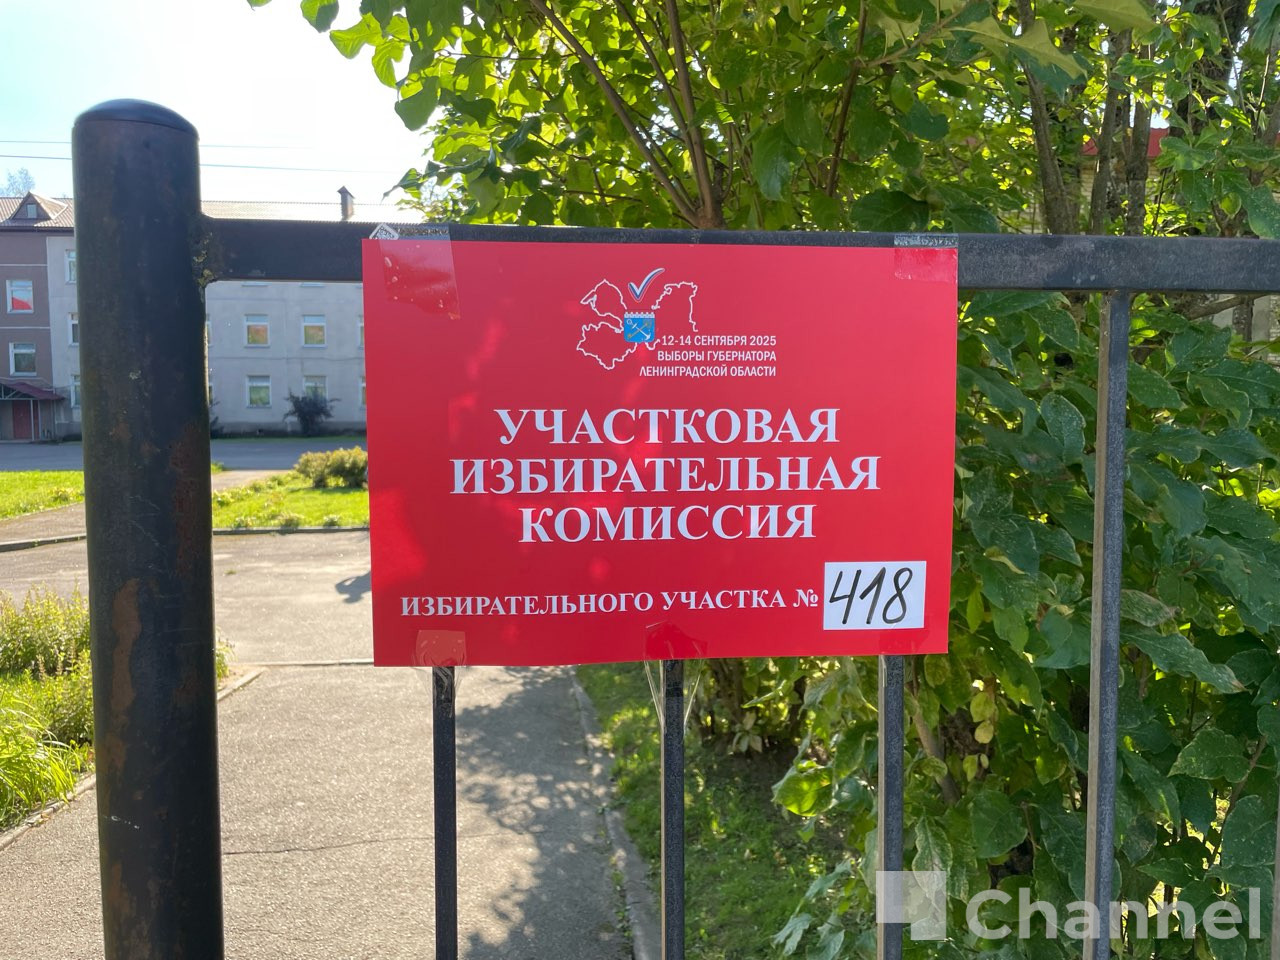 12-14 СЕНТЯБРЯ 2025
ВЫБОРЫ ГУБЕРНАТОРА
ЛЕНИНГРАДСКОЙ ОБЛАСТИ
УЧАСТКОВАЯ
ИЗБИРАТЕЛЬНАЯ
КОМИССИЯ
ИЗБИРАТЕЛЬНОГО УЧАСТКА № 418
Channel